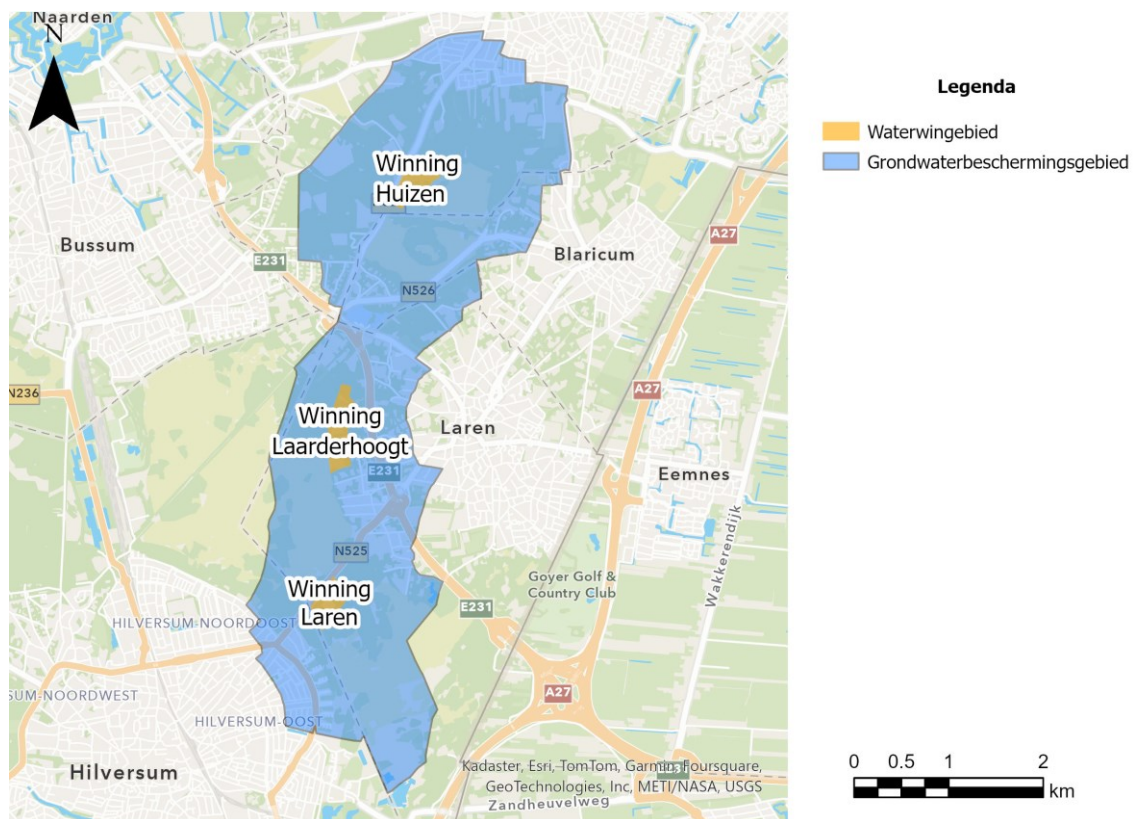 Naarden
N
Winning
Huizen
Bussum
Blaricum
A27
E231
N526
A27
N236
Winning
Laarderhoogt
Laren
E231
Eemnes
N525
Winning
Laren
Goyer Golf &
Country Club
Wakkerendijk
E231
HILVERSUM-NOORDOOST
A27
SUM-NOORDWEST
HILVERSUM-OOST
Hilversum
Kadaster, Esri, TomTom, Garmin, Foursquare,
GeoTechnologies, Inc, METI/NASA, USGS
E231
Zandheuvelweg
Legenda
Waterwingebied
Grondwaterbeschermingsgebied
0 0.5 1 2
km